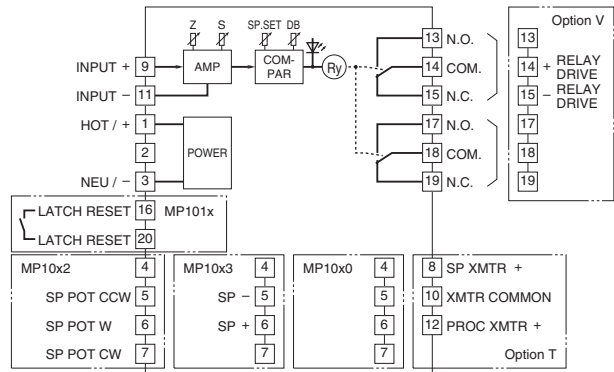 Z S SP.SET DB
Option V
INPUT + 9 AMP COM-PAR Ry 13 N.O. 13
14 COM. 14 + RELAY DRIVE
INPUT − 11 15 N.C. 15 − RELAY DRIVE
HOT / + 1 POWER 17 N.O. 17
2 18 COM. 18
NEU / − 3 19 N.C. 19
LATCH RESET 16 MP101x
LATCH RESET 20
MP10x2 4 MP10x3 4 MP10x0 4 8 SP XMTR +
SP POT CCW 5 SP − 5 5 10 XMTR COMMON
SP POT W 6 SP + 6 6 12 PROC XMTR +
SP POT CW 7 7 7 Option T